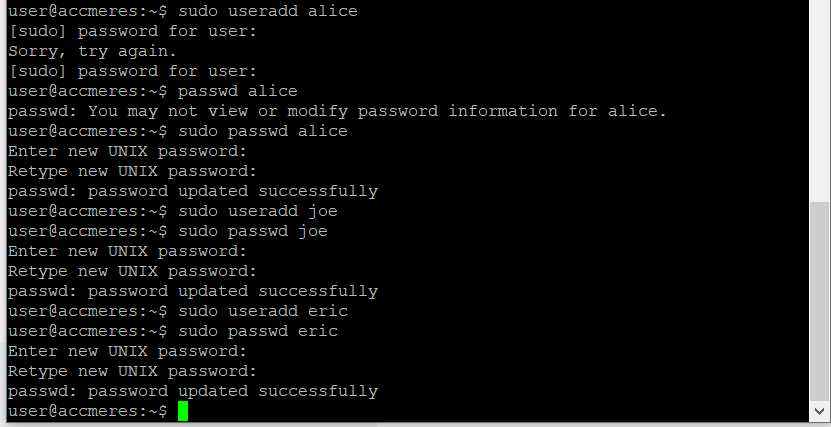 user@accmeres:~$ sudo useradd alice
[sudo] password for user:
Sorry, try again.
[sudo] password for user:
user@accmeres:~$ passwd alice
passwd: You may not view or modify password information for alice.
user@accmeres:~$ sudo passwd alice
Enter new UNIX password:
Retype new UNIX password:
passwd: password updated successfully
user@accmeres:~$ sudo useradd joe
user@accmeres:~$ sudo passwd joe
Enter new UNIX password:
Retype new UNIX password:
passwd: password updated successfully
user@accmeres:~$ sudo useradd eric
user@accmeres:~$ sudo passwd eric
Enter new UNIX password:
Retype new UNIX password:
passwd: password updated successfully
user@accmeres:~$